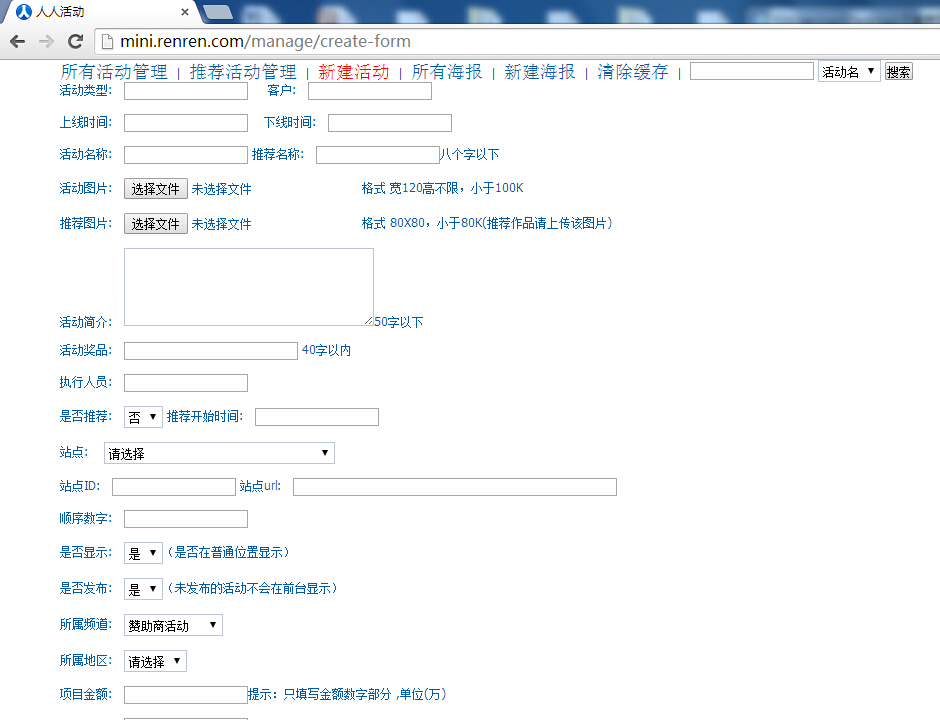 人人活动
mini.renren.com/manage/create-form
所有活动管理 | 推荐活动管理 | 新建活动 | 所有海报 | 新建海报 | 清除缓存 | 活动名 搜索
活动类型: 客户:
上线时间: 下线时间:
活动名称: 推荐名称: 八个字以下
活动图片: 选择文件 未选择文件 格式 宽120高不限，小于100K
推荐图片: 选择文件 未选择文件 格式 80X80，小于80K(推荐作品请上传该图片)
活动简介: 50字以下
活动奖品: 40字以内
执行人员:
是否推荐: 否 推荐开始时间:
站点: 请选择
站点ID: 站点url:
顺序数字:
是否显示: 是 （是否在普通位置显示）
是否发布: 是 （未发布的活动不会在前台显示）
所属频道: 赞助商活动
所属地区: 请选择
项目金额: 提示：只填写金额数字部分 ,单位(万)